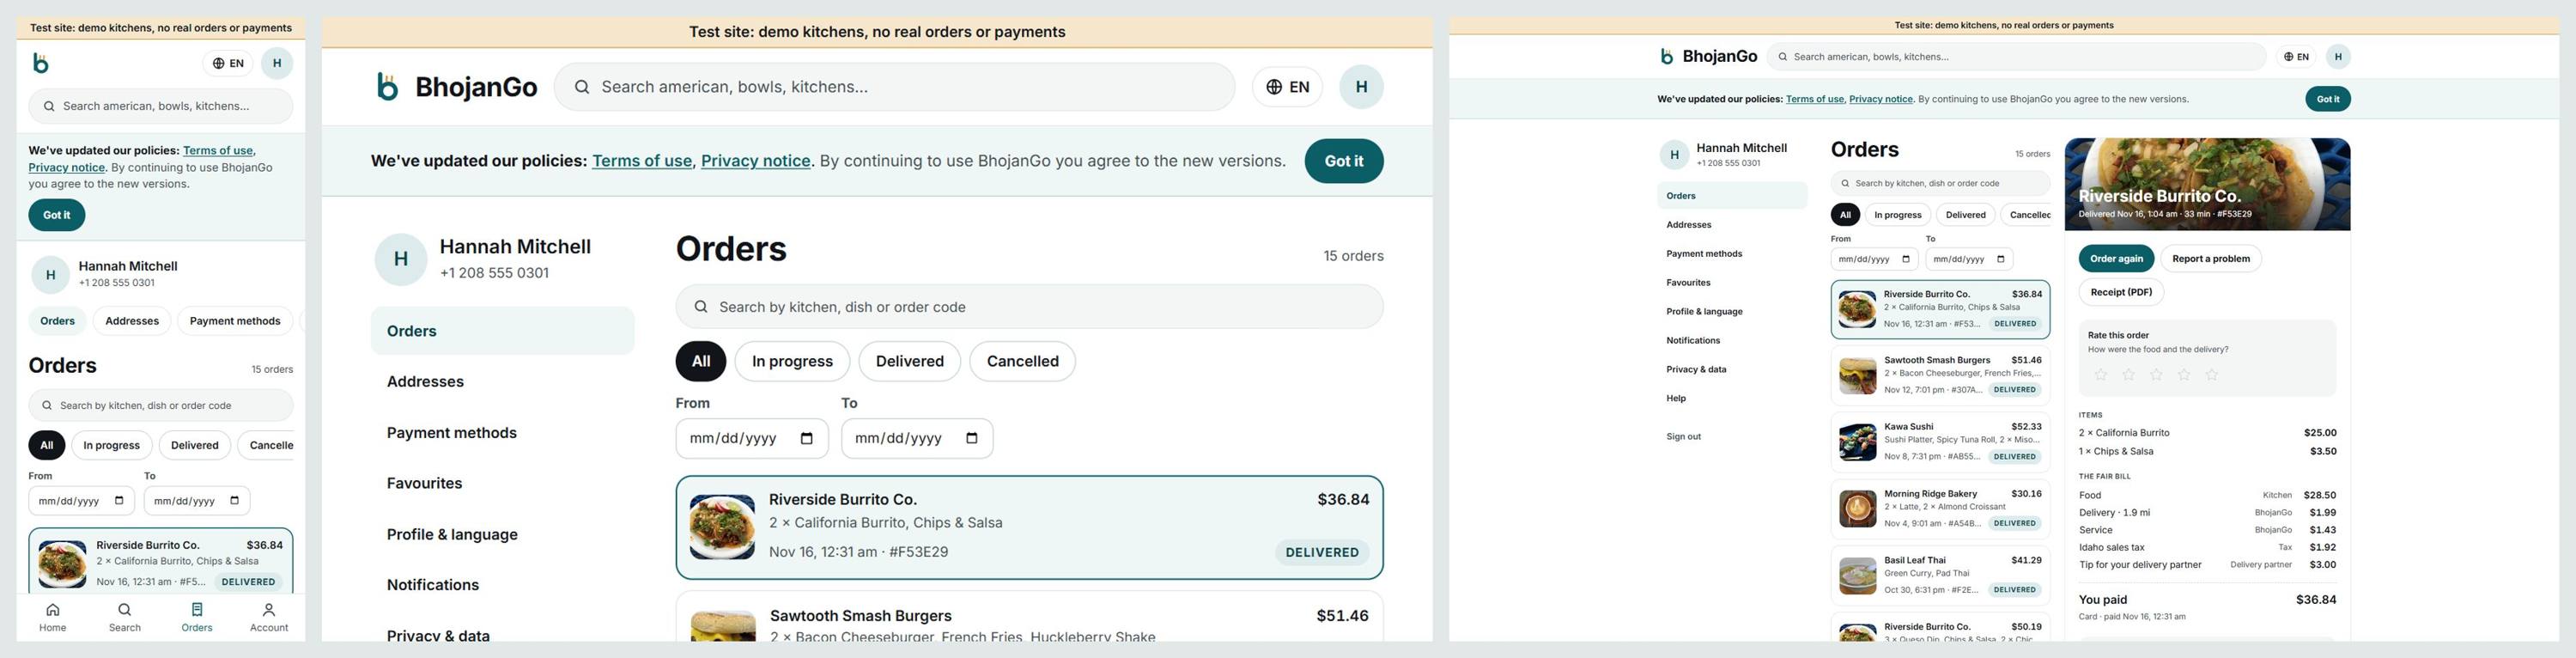 Test site: demo kitchens, no real orders or payments
EN
H
Search american, bowls, kitchens...
We've updated our policies: Terms of use,
Privacy notice. By continuing to use BhojanGo
you agree to the new versions.
Got it
H
Hannah Mitchell
+1 208 555 0301
Orders
Addresses
Payment methods
Orders
15 orders
Search by kitchen, dish or order code
All
In progress
Delivered
Cancelle
From
To
mm/dd/yyyy
mm/dd/yyyy
Riverside Burrito Co.
$36.84
2 × California Burrito, Chips & Salsa
Nov 16, 12:31 am · #F5...
DELIVERED
Home
Search
Orders
Account
Test site: demo kitchens, no real orders or payments
BhojanGo
Search american, bowls, kitchens...
EN
H
We've updated our policies: Terms of use, Privacy notice. By continuing to use BhojanGo you agree to the new versions.
Got it
H
Hannah Mitchell
+1 208 555 0301
Orders
Addresses
Payment methods
Favourites
Profile & language
Notifications
Privacy & data
Orders
15 orders
Search by kitchen, dish or order code
All
In progress
Delivered
Cancelled
From
To
mm/dd/yyyy
mm/dd/yyyy
Riverside Burrito Co.
$36.84
2 × California Burrito, Chips & Salsa
Nov 16, 12:31 am · #F53E29
DELIVERED
Sawtooth Smash Burgers
$51.46
2 × Bacon Cheeseburger, French Fries, Huckleberry Shake
Test site: demo kitchens, no real orders or payments
BhojanGo
Search american, bowls, kitchens...
EN
H
We've updated our policies: Terms of use, Privacy notice. By continuing to use BhojanGo you agree to the new versions.
Got it
H
Hannah Mitchell
+1 208 555 0301
Orders
Addresses
Payment methods
Favourites
Profile & language
Notifications
Privacy & data
Help
Sign out
Orders
15 orders
Search by kitchen, dish or order code
All
In progress
Delivered
Cancellec
From
To
mm/dd/yyyy
mm/dd/yyyy
Riverside Burrito Co.
$36.84
2 × California Burrito, Chips & Salsa
Nov 16, 12:31 am · #F53...
DELIVERED
Sawtooth Smash Burgers
$51.46
2 × Bacon Cheeseburger, French Fries,...
Nov 12, 7:01 pm · #307A...
DELIVERED
Kawa Sushi
$52.33
Sushi Platter, Spicy Tuna Roll, 2 × Miso...
Nov 8, 7:31 pm · #AB55...
DELIVERED
Morning Ridge Bakery
$30.16
2 × Latte, 2 × Almond Croissant
Nov 4, 9:01 am · #A54B...
DELIVERED
Basil Leaf Thai
$41.29
Green Curry, Pad Thai
Oct 30, 6:31 pm · #F2E...
DELIVERED
Riverside Burrito Co.
$50.19
3 × Queso Dip, Chips & Salsa, 2 × Chic...
Riverside Burrito Co.
Delivered Nov 16, 1:04 am · 33 min · #F53E29
Order again
Report a problem
Receipt (PDF)
Rate this order
How were the food and the delivery?
ITEMS
2 × California Burrito
$25.00
1 × Chips & Salsa
$3.50
THE FAIR BILL
Food
Kitchen
$28.50
Delivery · 1.9 mi
BhojanGo
$1.99
Service
BhojanGo
$1.43
Idaho sales tax
Tax
$1.92
Tip for your delivery partner
Delivery partner
$3.00
You paid
$36.84
Card · paid Nov 16, 12:31 am